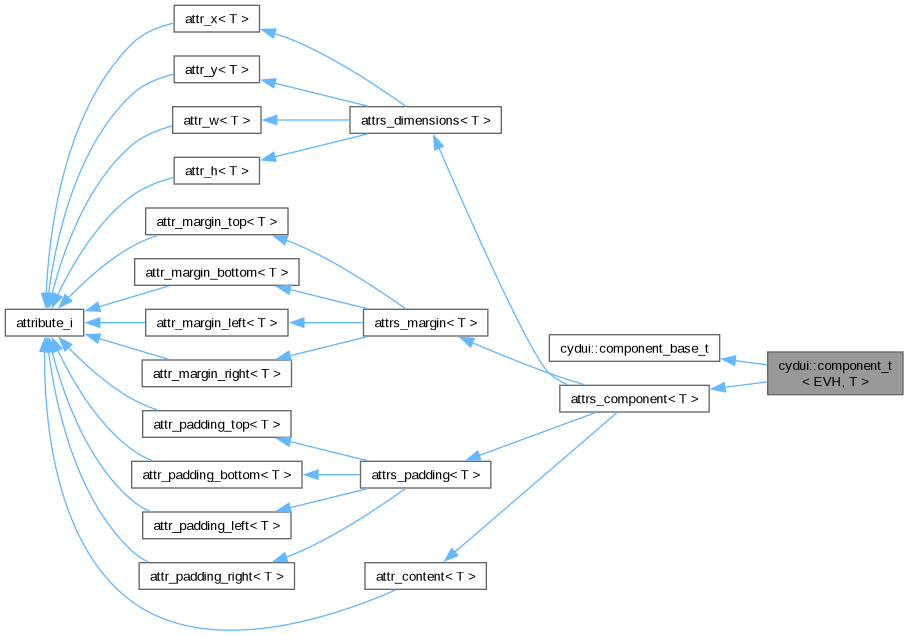 attr_x< T >
attr_y< T >
attrs_dimensions< T >
attr_w< T >
attr_h< T >
attr_margin_top< T >
attr_margin_bottom< T >
attribute_i
attr_margin_left< T >
attrs_margin< T >
cydui::component_base_t
cydui::component_t
< EVH, T >
attr_margin_right< T >
attrs_component< T >
attr_padding_top< T >
attr_padding_bottom< T >
attrs_padding< T >
attr_padding_left< T >
attr_padding_right< T >
attr_content< T >